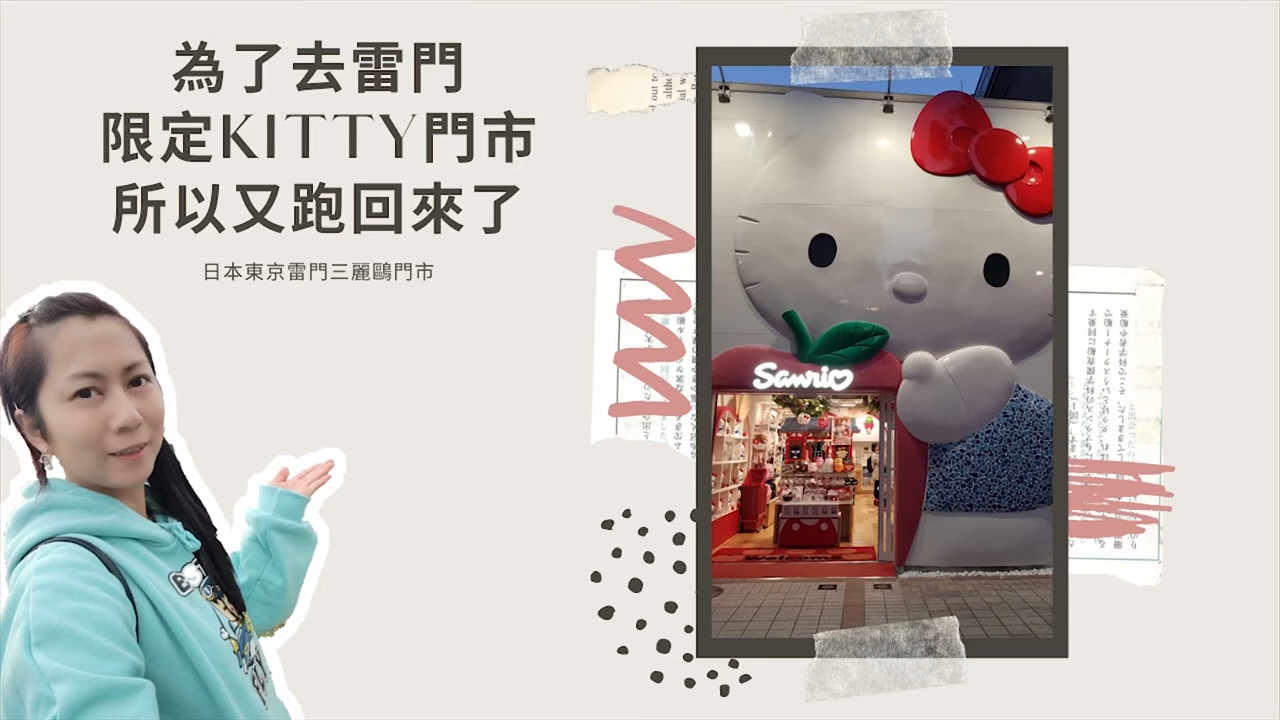 為了去雷門
限定KITTY門市
所以又跑回來了
日本東京雷門三麗鷗門市
Sanrio
Welcome